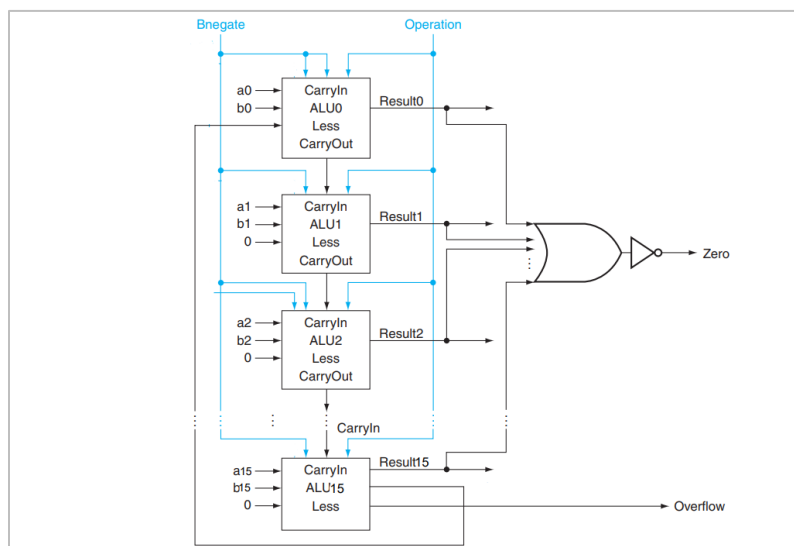 Bnegate Operation
a0 CarryIn Result0
b0 ALU0
Less
CarryOut
a1 CarryIn Result1
b1 ALU1
0 Less
CarryOut
Zero
a2 CarryIn Result2
b2 ALU2
0 Less
CarryOut
CarryIn
a15 CarryIn Result15
b15 ALU15
0 Less Overflow